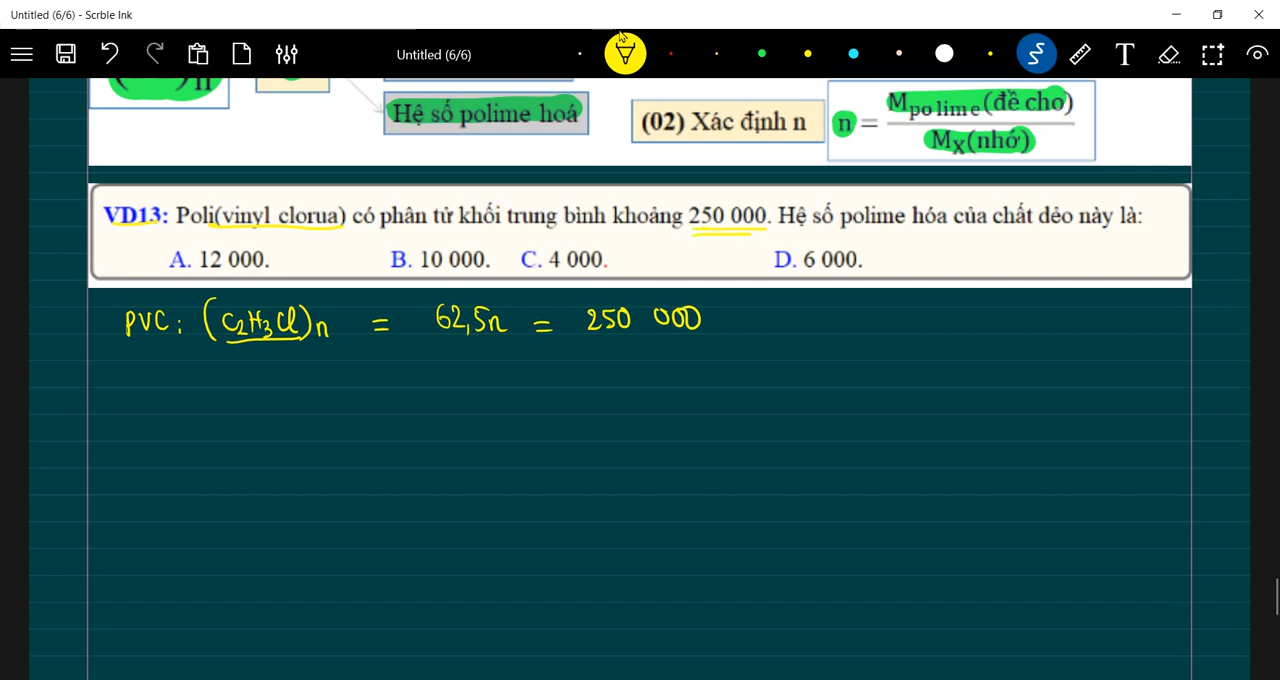 Untitled (6/6) - Scrble Ink
Untitled (6/6)
( )n
Hệ số polime hoá
(02) Xác định n
n = Mpolime(đề cho)
MX(nhớ)
VD13: Poli(vinyl clorua) có phân tử khối trung bình khoảng 250 000. Hệ số polime hóa của chất dẻo này là:
A. 12 000. B. 10 000. C. 4 000. D. 6 000.
PVC: (C2H3Cl)n = 62,5n = 250 000